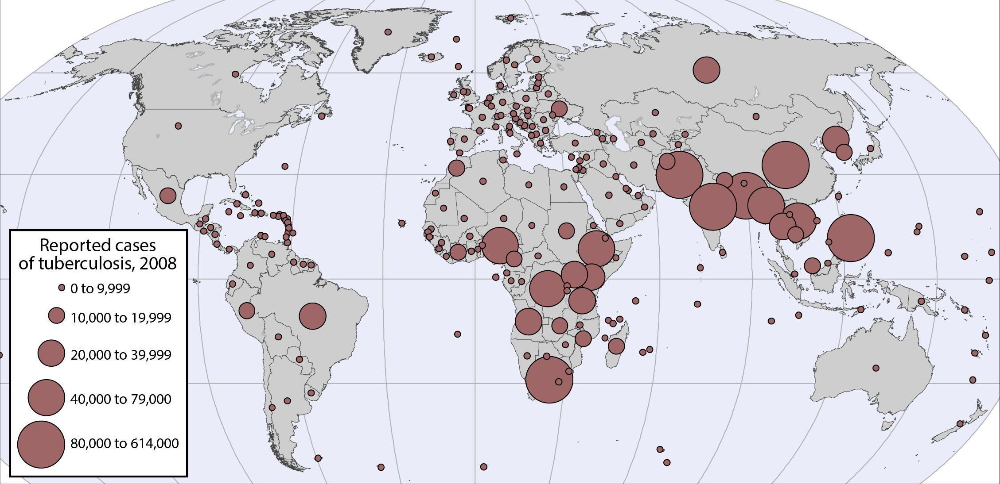 Reported cases
of tuberculosis, 2008
0 to 9,999
10,000 to 19,999
20,000 to 39,999
40,000 to 79,000
80,000 to 614,000